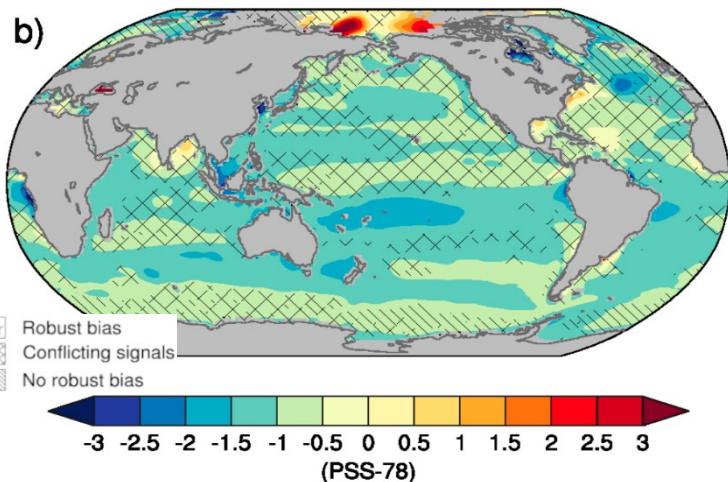 b)
Robust bias
Conflicting signals
No robust bias
-3 -2.5 -2 -1.5 -1 -0.5 0 0.5 1 1.5 2 2.5 3
(PSS-78)